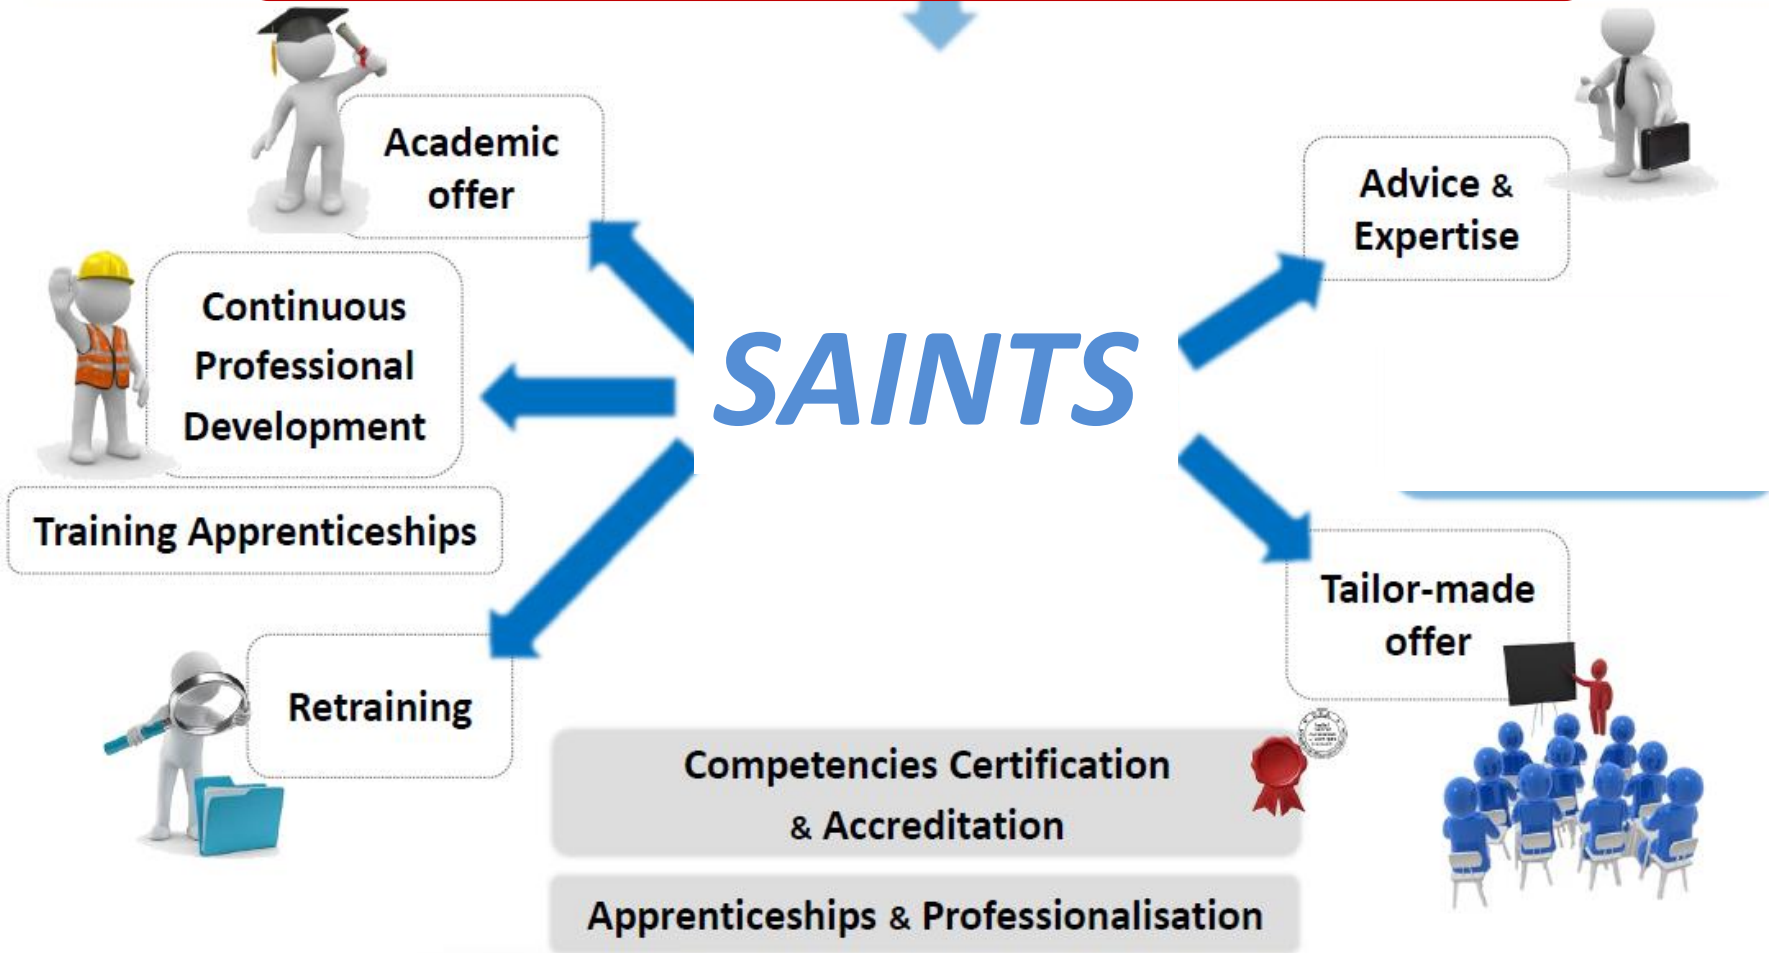 Academic
offer
Advice &
Expertise
Continuous
Professional
Development
SAINTS
Training Apprenticeships
Tailor-made
offer
Retraining
Competencies Certification
& Accreditation
Apprenticeships & Professionalisation